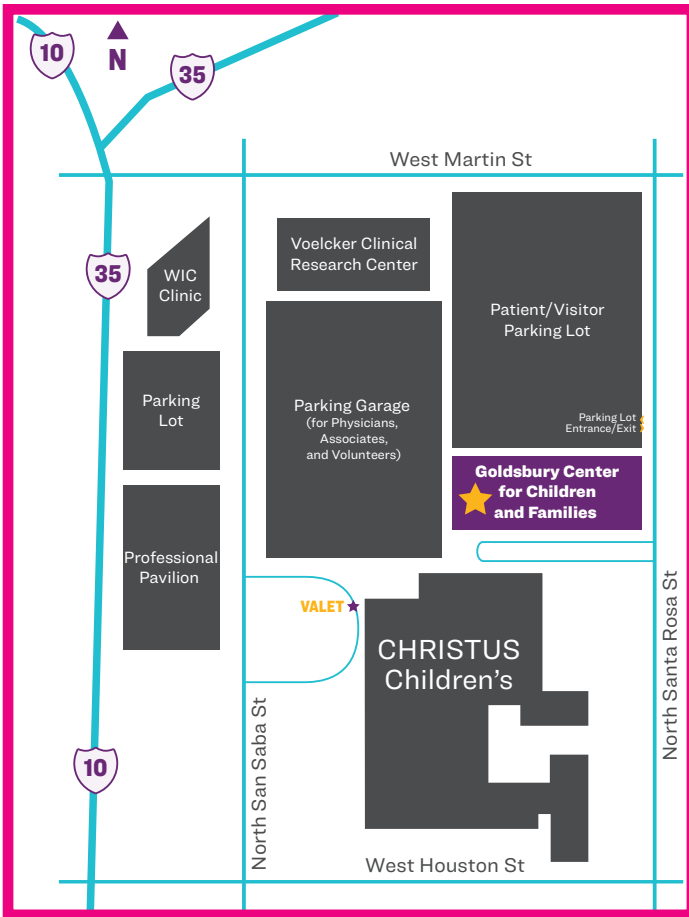 10
N
35
West Martin St
Voelcker Clinical
Research Center
35
WIC
Clinic
Patient/Visitor
Parking Lot
Parking
Lot
Parking Garage
(for Physicians,
Associates,
and Volunteers)
Parking Lot
Entrance/Exit
Goldsbury Center
for Children
and Families
Professional
Pavilion
VALET
CHRISTUS
Children's
North Santa Rosa St
North San Saba St
10
West Houston St